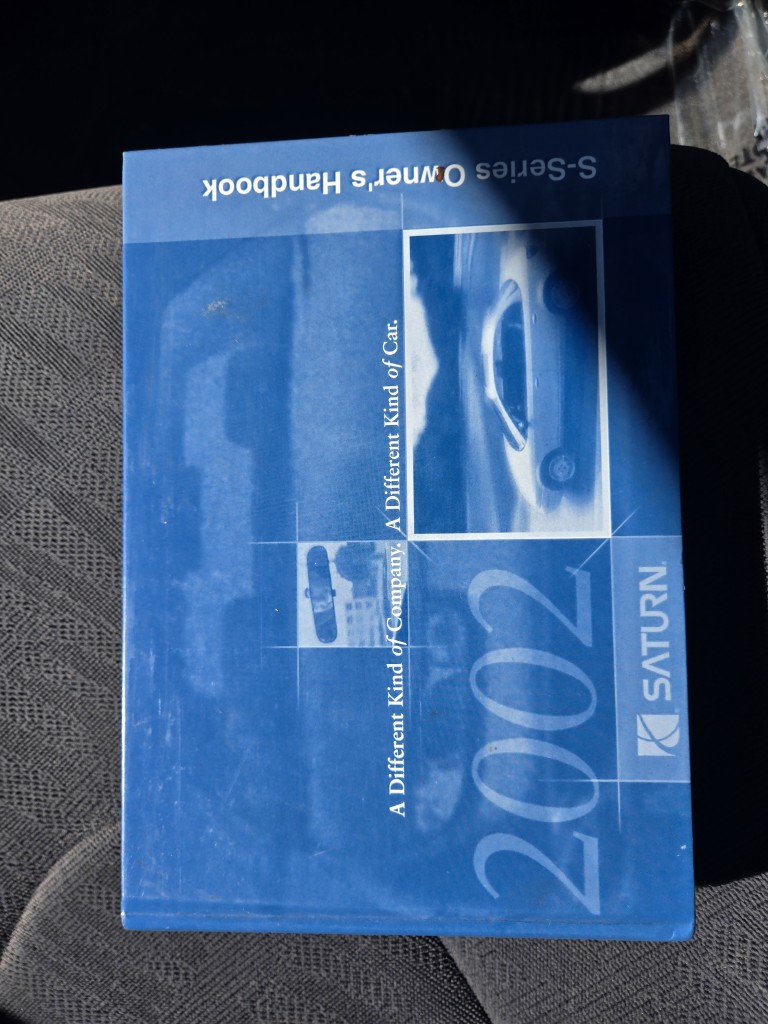 S-Series Owner's Handbook
A Different Kind of Company. A Different Kind of Car.
2002
SATURN